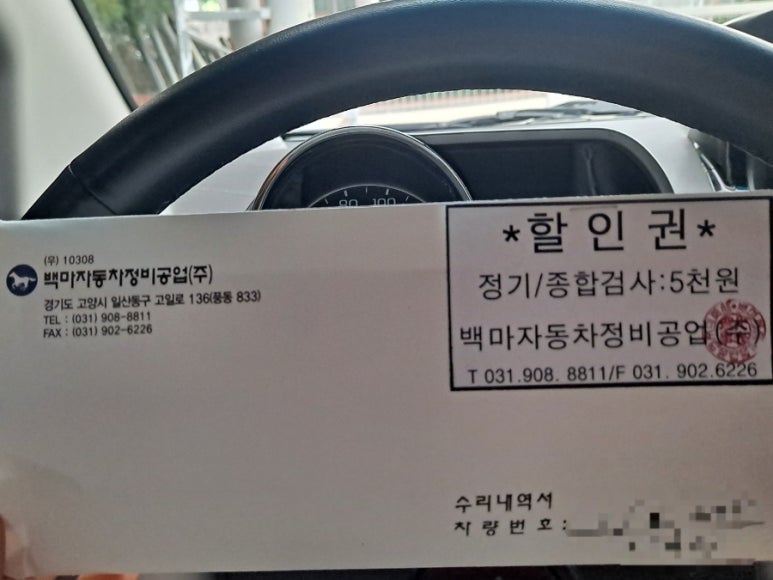 80 100
(우) 10308
백마자동차정비공업(주)
경기도 고양시 일산동구 고일로 136(풍동 833)
TEL : (031) 908-8811
FAX : (031) 902-6226
*할인권*
정기/종합검사:5천원
백마자동차정비공업(주)
T 031.908. 8811/F 031. 902.6226
수리내역서
차량번호: